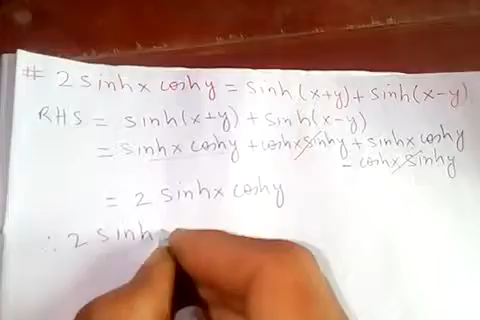 # 2 sinhx coshy = sinh(x+y) + sinh(x-y)
RHS = sinh(x+y) + sinh(x-y)
= sinhx coshy + coshx sinhy + sinhx coshy
- coshx sinhy
= 2 sinhx coshy
∴ 2 sinh